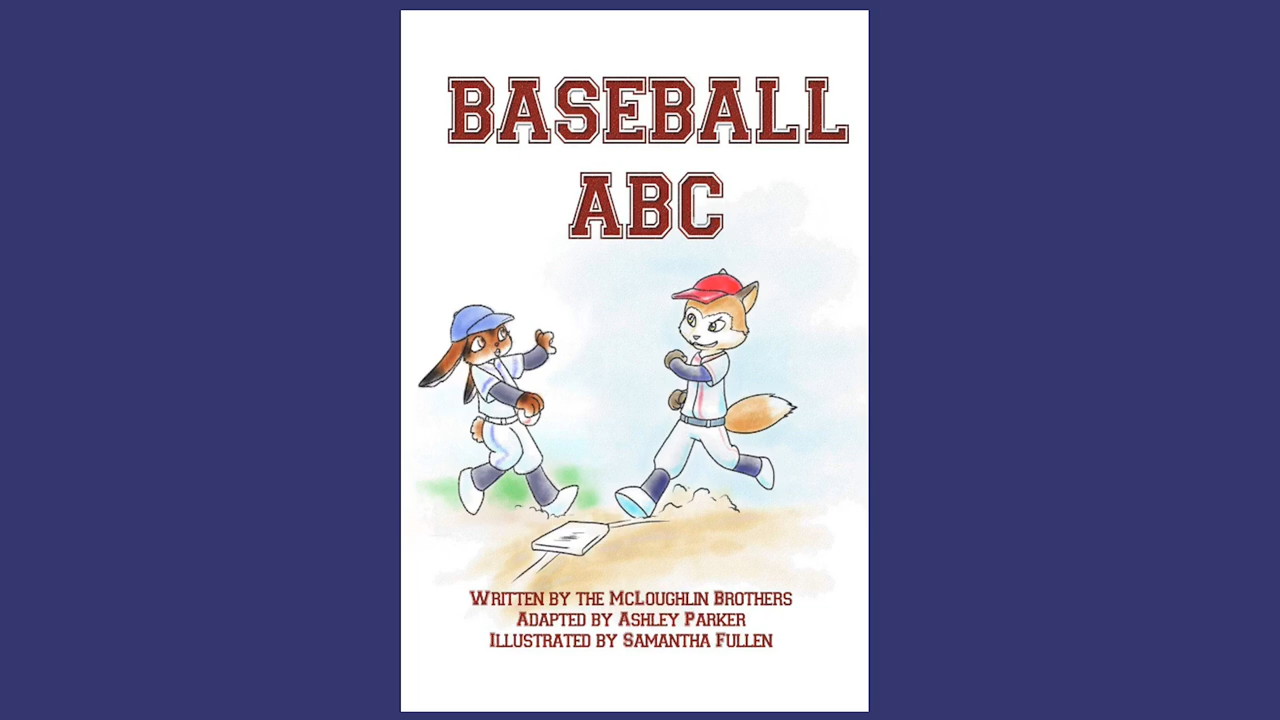 BASEBALL
ABC
WRITTEN BY THE MCLOUGHLIN BROTHERS
ADAPTED BY ASHLEY PARKER
ILLUSTRATED BY SAMANTHA FULLEN